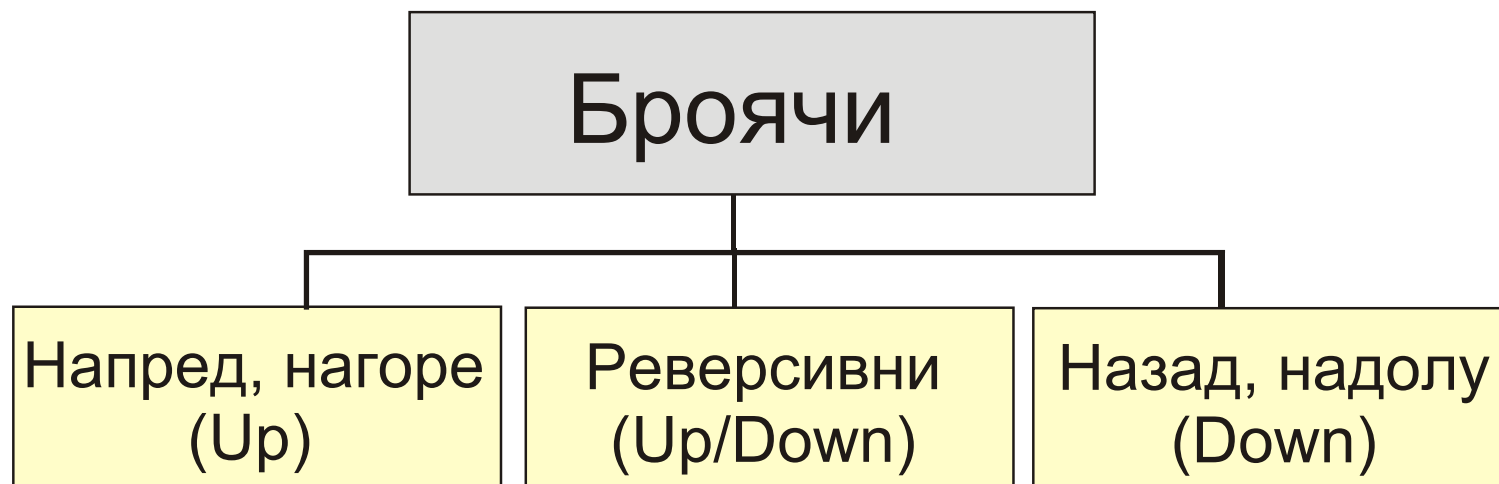 Броячи
Напред, нагоре
(Up)
Реверсивни
(Up/Down)
Назад, надолу
(Down)